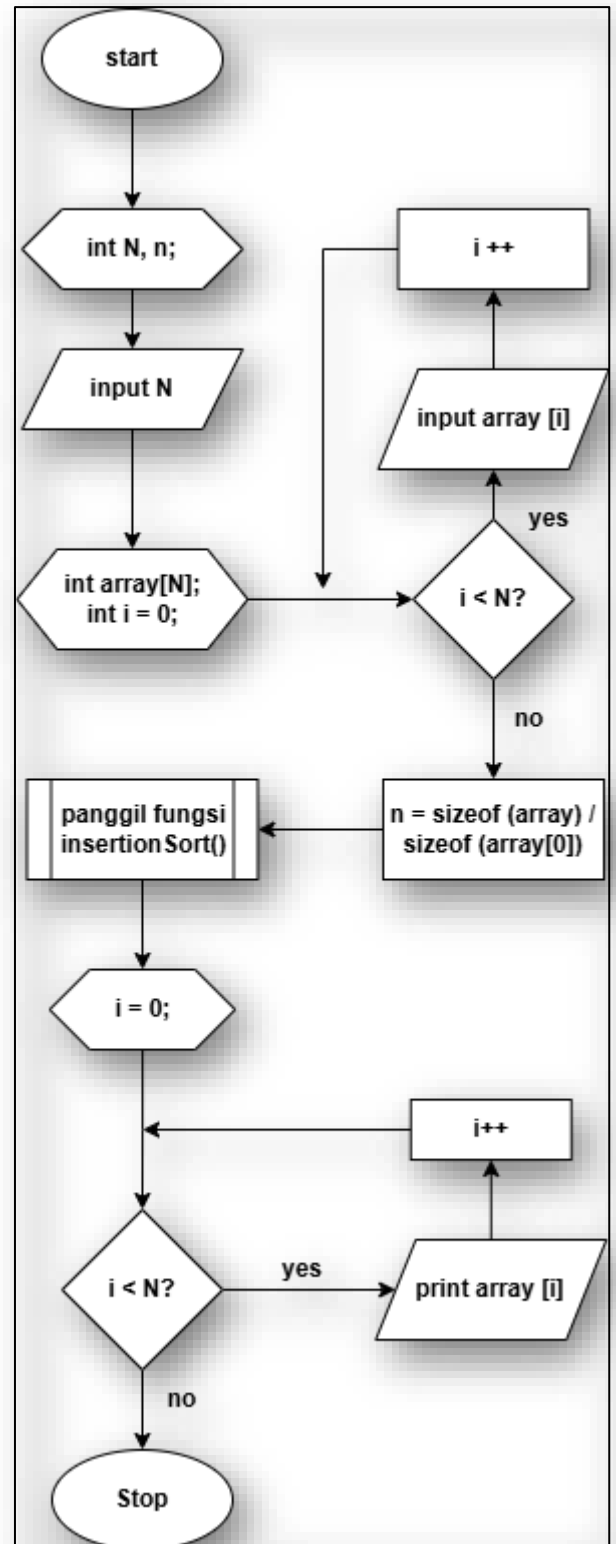 start
int N, n;
input N
int array[N];
int i = 0;
i < N?
yes
input array [i]
i ++
no
n = sizeof (array) /
sizeof (array[0])
panggil fungsi
insertionSort()
i = 0;
i < N?
yes
print array [i]
i++
no
Stop